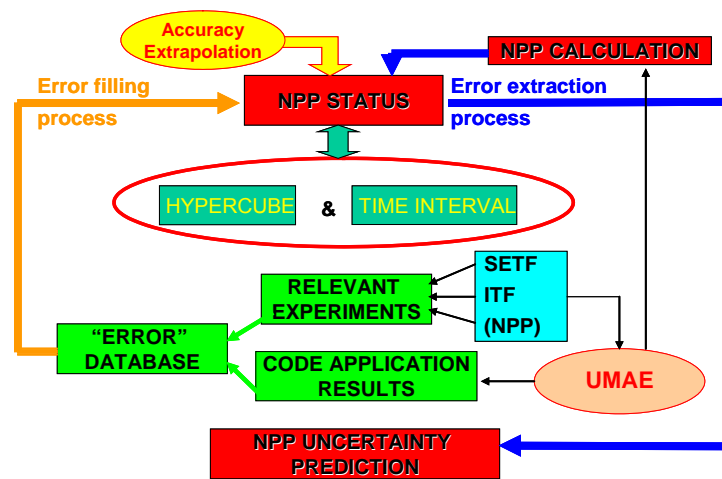 Accuracy
Extrapolation
NPP CALCULATION
Error filling
process
NPP STATUS
Error extraction
process
HYPERCUBE
&
TIME INTERVAL
SETF
ITF
(NPP)
RELEVANT
EXPERIMENTS
“ERROR”
DATABASE
CODE APPLICATION
RESULTS
UMAE
NPP UNCERTAINTY
PREDICTION